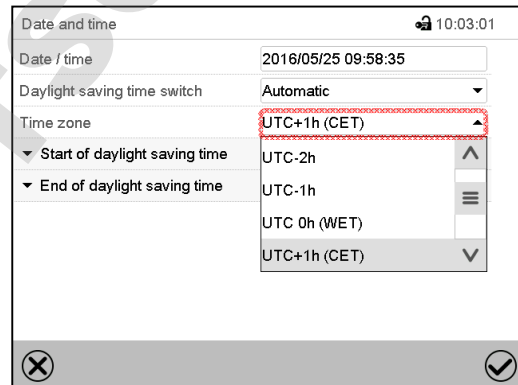 Date and time 10:03:01
Date / time 2016/05/25 09:58:35
Daylight saving time switch Automatic
Time zone UTC+1h (CET)
Start of daylight saving time
UTC-2h
End of daylight saving time
UTC-1h
UTC 0h (WET)
UTC+1h (CET)